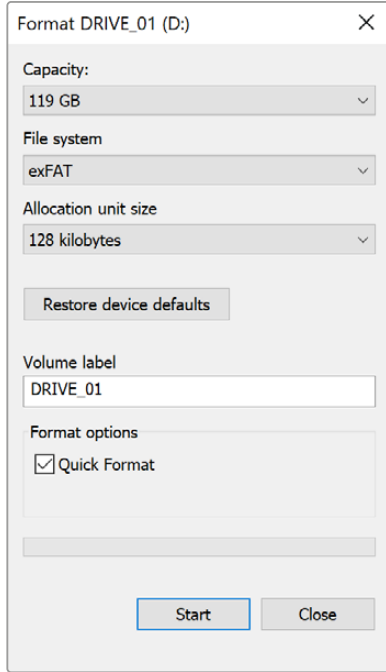 Format DRIVE_01 (D:)
Capacity:
119 GB
File system
exFAT
Allocation unit size
128 kilobytes
Restore device defaults
Volume label
DRIVE_01
Format options
Quick Format
Start Close